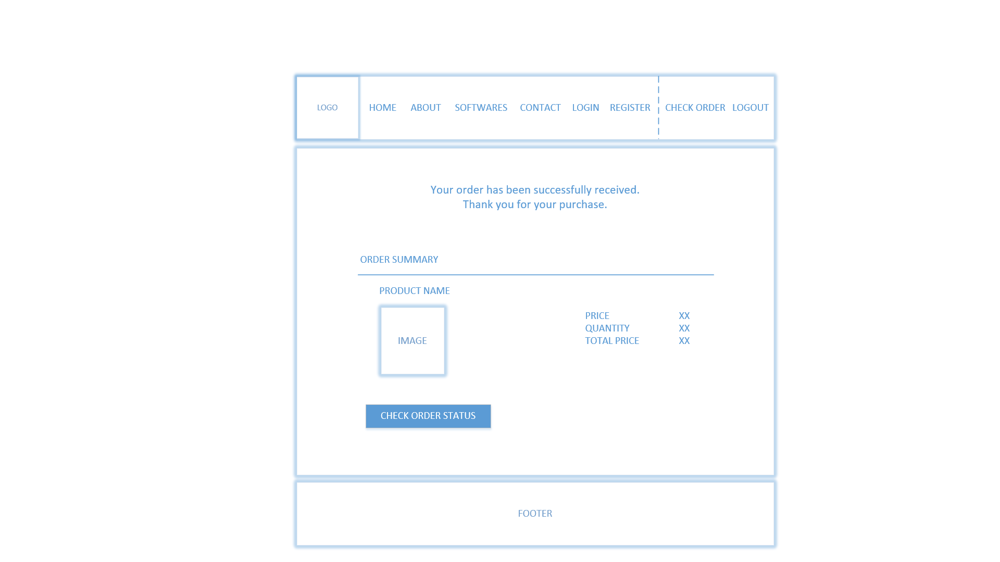 LOGO HOME ABOUT SOFTWARES CONTACT LOGIN REGISTER CHECK ORDER LOGOUT
Your order has been successfully received.
Thank you for your purchase.
ORDER SUMMARY
PRODUCT NAME
IMAGE
PRICE XX
QUANTITY XX
TOTAL PRICE XX
CHECK ORDER STATUS
FOOTER